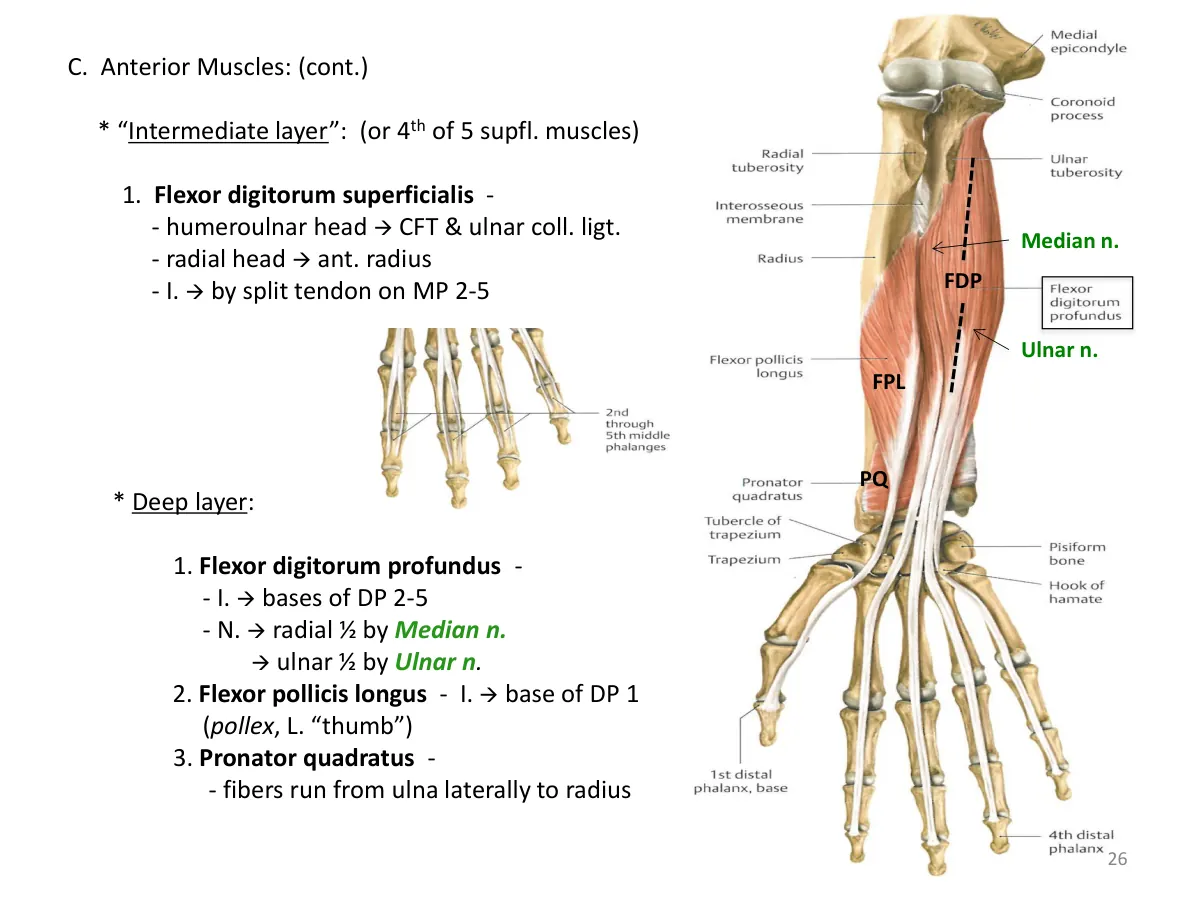 C. Anterior Muscles: (cont.)
* “Intermediate layer”: (or 4th of 5 supfl. muscles)
1. Flexor digitorum superficialis -
- humeroulnar head → CFT & ulnar coll. ligt.
- radial head → ant. radius
- I. → by split tendon on MP 2-5
2nd
through
5th middle
phalanges
* Deep layer:
1. Flexor digitorum profundus -
- I. → bases of DP 2-5
- N. → radial ½ by Median n.
→ ulnar ½ by Ulnar n.
2. Flexor pollicis longus - I. → base of DP 1
(pollex, L. “thumb”)
3. Pronator quadratus -
- fibers run from ulna laterally to radius
Medial
epicondyle
Coronoid
process
Radial
tuberosity
Ulnar
tuberosity
Interosseous
membrane
Median n.
Radius
FDP
Flexor
digitorum
profundus
Ulnar n.
Flexor pollicis
longus
FPL
Pronator
quadratus
PQ
Tubercle of
trapezium
Trapezium
Pisiform
bone
Hook of
hamate
1st distal
phalanx, base
4th distal
phalanx
26